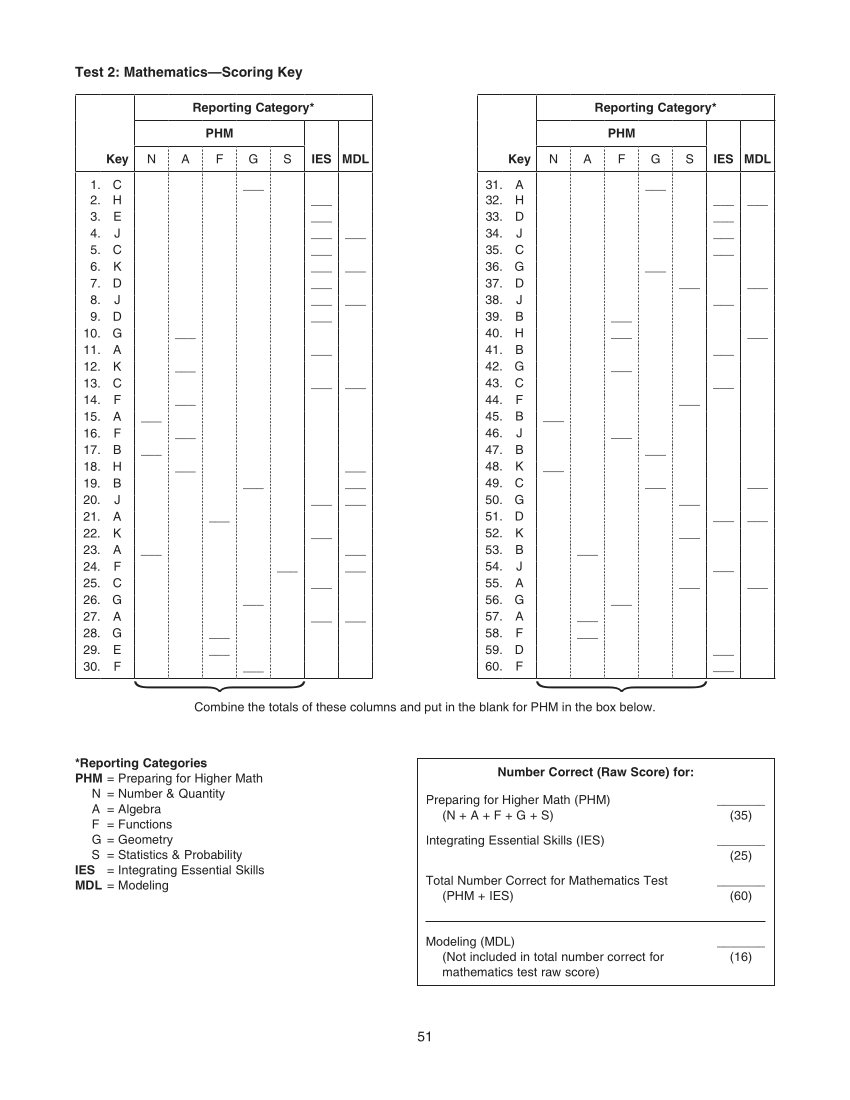 Test 2: Mathematics—Scoring Key
Reporting Category*
PHM
Key N A F G S IES MDL
1. C ___
2. H ___
3. E ___
4. J ___ ___
5. C ___
6. K ___ ___
7. D ___
8. J ___ ___
9. D ___
10. G ___
11. A ___
12. K ___
13. C ___ ___
14. F ___
15. A ___
16. F ___
17. B ___
18. H ___ ___
19. B ___ ___
20. J ___ ___
21. A ___
22. K ___
23. A ___ ___
24. F ___ ___
25. C ___
26. G ___
27. A ___ ___
28. G ___
29. E ___
30. F ___
Reporting Category*
PHM
Key N A F G S IES MDL
31. A ___
32. H ___ ___
33. D ___
34. J ___
35. C ___
36. G ___
37. D ___ ___
38. J ___
39. B ___
40. H ___ ___
41. B ___
42. G ___
43. C ___
44. F ___
45. B ___
46. J ___
47. B ___
48. K ___
49. C ___ ___
50. G ___
51. D ___ ___
52. K ___
53. B ___
54. J ___
55. A ___ ___
56. G ___
57. A ___
58. F ___
59. D ___
60. F ___
Combine the totals of these columns and put in the blank for PHM in the box below.
*Reporting Categories
PHM = Preparing for Higher Math
N = Number & Quantity
A = Algebra
F = Functions
G = Geometry
S = Statistics & Probability
IES = Integrating Essential Skills
MDL = Modeling
Number Correct (Raw Score) for:
Preparing for Higher Math (PHM) _______
(N + A + F + G + S) (35)
Integrating Essential Skills (IES) _______
(25)
Total Number Correct for Mathematics Test _______
(PHM + IES) (60)
Modeling (MDL) _______
(Not included in total number correct for (16)
mathematics test raw score)
51